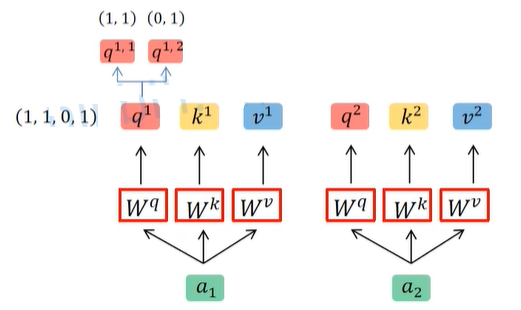 (1, 1) (0, 1)
q^{1, 1} q^{1, 2}
(1, 1, 0, 1) q^1 k^1 v^1 q^2 k^2 v^2
W^q W^k W^v W^q W^k W^v
a_1 a_2